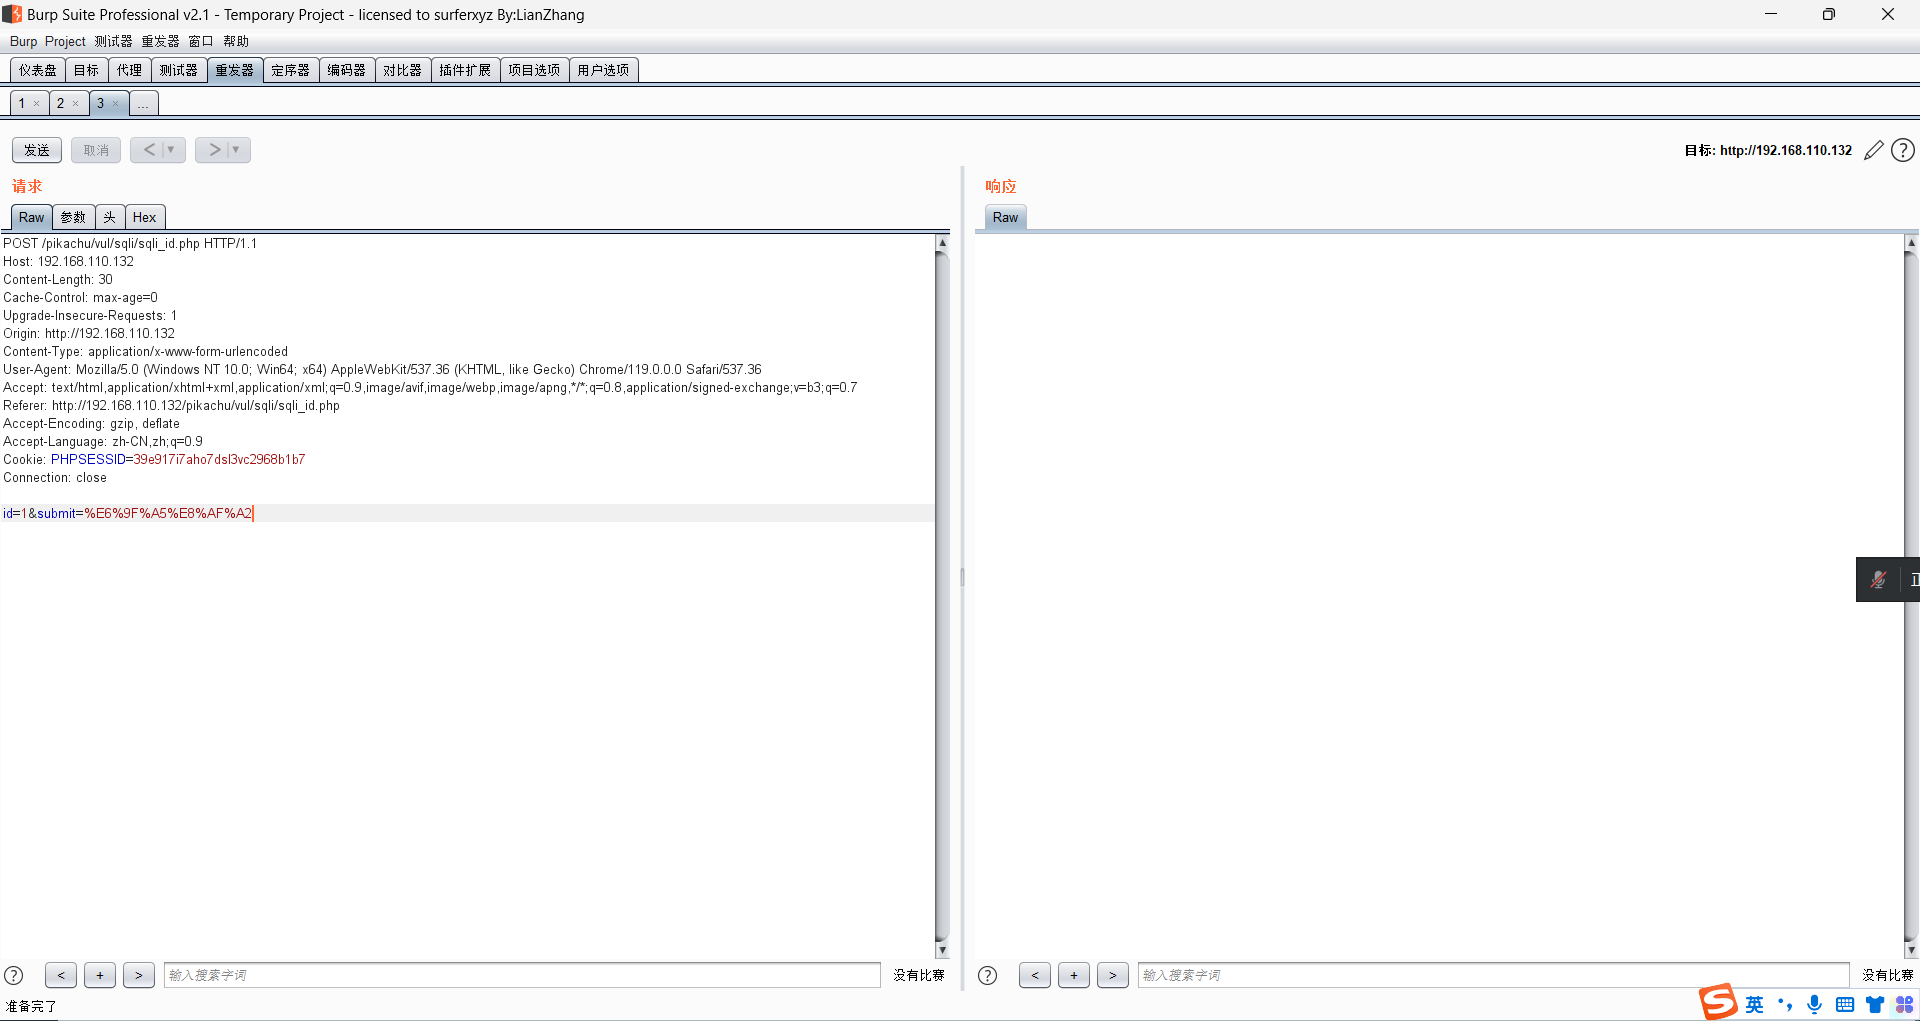 Burp Suite Professional v2.1 - Temporary Project - licensed to surferxyz By:LianZhang
Burp Project 测试器 重发器 窗口 帮助
仪表盘 目标 代理 测试器 重发器 定序器 编码器 对比器 插件扩展 项目选项 用户选项
1 × 2 × 3 × ...
发送 取消 < ▼ > ▼ 目标: http://192.168.110.132 ?
请求
Raw 参数 头 Hex
POST /pikachu/vul/sqli/sqli_id.php HTTP/1.1
Host: 192.168.110.132
Content-Length: 30
Cache-Control: max-age=0
Upgrade-Insecure-Requests: 1
Origin: http://192.168.110.132
Content-Type: application/x-www-form-urlencoded
User-Agent: Mozilla/5.0 (Windows NT 10.0; Win64; x64) AppleWebKit/537.36 (KHTML, like Gecko) Chrome/119.0.0.0 Safari/537.36
Accept: text/html,application/xhtml+xml,application/xml;q=0.9,image/avif,image/webp,image/apng,*/*;q=0.8,application/signed-exchange;v=b3;q=0.7
Referer: http://192.168.110.132/pikachu/vul/sqli/sqli_id.php
Accept-Encoding: gzip, deflate
Accept-Language: zh-CN,zh;q=0.9
Cookie: PHPSESSID=39e917i7aho7dsl3vc2968b1b7
Connection: close
id=1&submit=%E6%9F%A5%E8%AF%A2
? < + > 输入搜索字词 没有比赛
响应
Raw
? < + > 输入搜索字词 没有比赛
准备完了
S 英